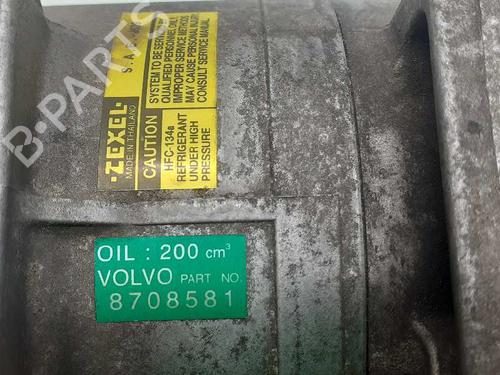 B-PARTS
·ZEXEL·
MADE IN THAILAND
S.A.E.
SYSTEM TO BE SERVICED BY
QUALIFIED PERSONNEL ONLY
IMPROPER SERVICE METHODS
MAY CAUSE PERSONAL INJURY
CONSULT SERVICE MANUAL
CAUTION
HFC-134a
REFRIGERANT
UNDER HIGH
PRESSURE
OIL : 200 cm³
VOLVO PART NO.
8708581